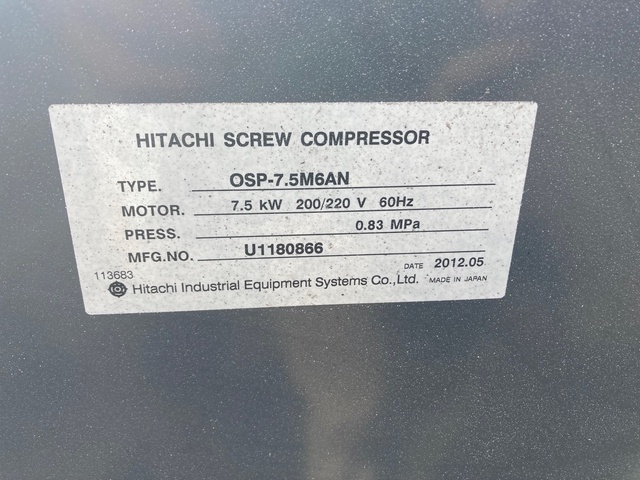 HITACHI SCREW COMPRESSOR
TYPE. OSP-7.5M6AN
MOTOR. 7.5 kW 200/220 V 60Hz
PRESS. 0.83 MPa
MFG.NO. U1180866
DATE 2012.05
113683
Hitachi Industrial Equipment Systems Co.,Ltd. MADE IN JAPAN